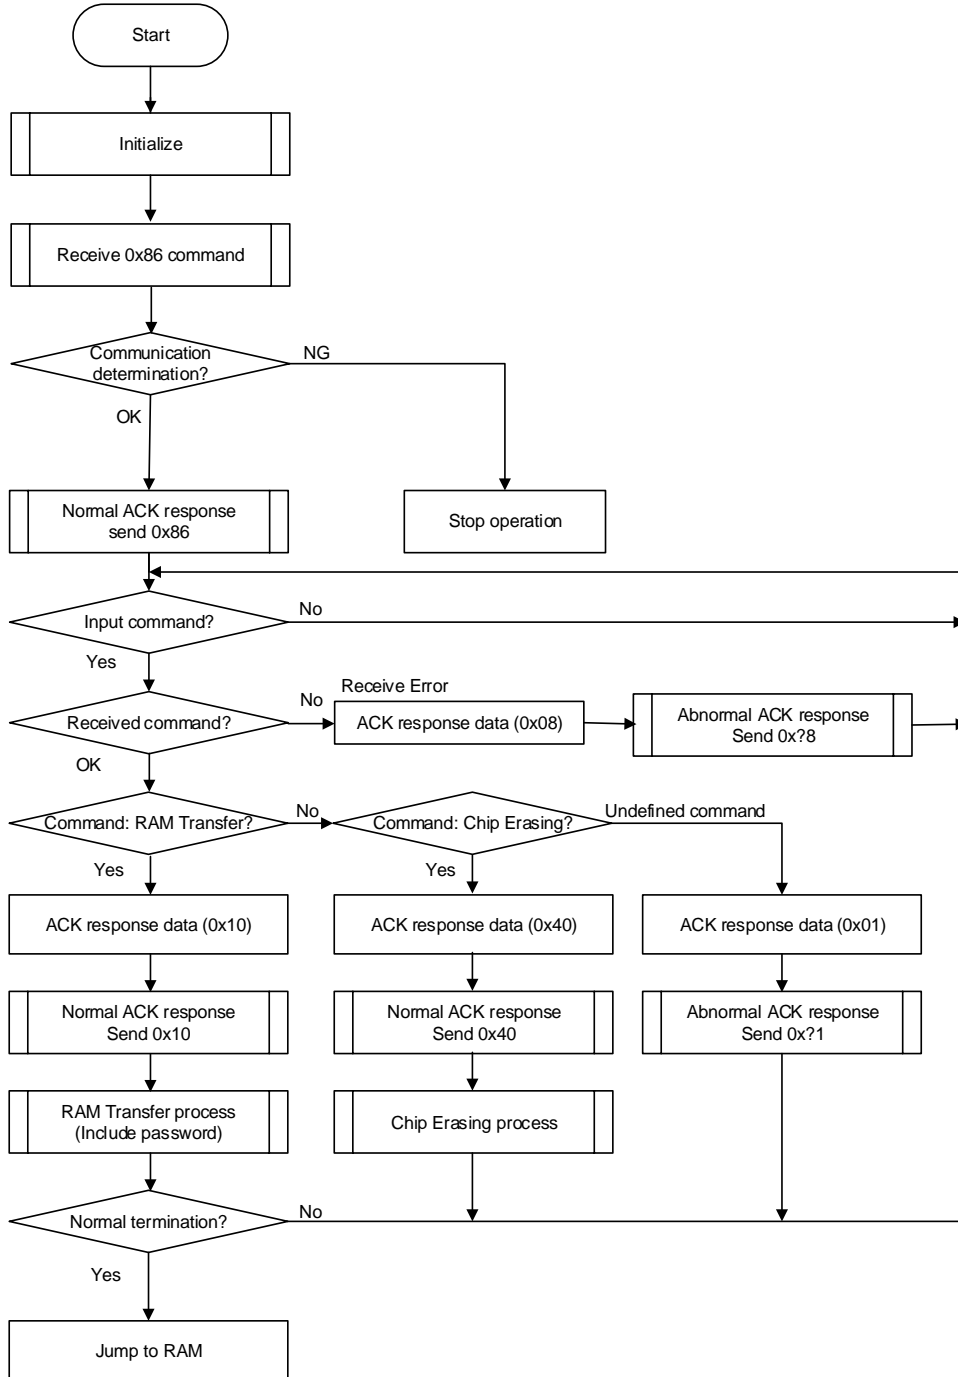 Start
Initialize
Receive 0x86 command
Communication
determination?
NG
OK
Normal ACK response
send 0x86
Stop operation
Input command?
No
Yes
Received command?
No
Receive Error
ACK response data (0x08)
Abnormal ACK response
Send 0x?8
OK
Command: RAM Transfer?
No
Command: Chip Erasing?
Undefined command
Yes
Yes
ACK response data (0x10)
ACK response data (0x40)
ACK response data (0x01)
Normal ACK response
Send 0x10
Normal ACK response
Send 0x40
Abnormal ACK response
Send 0x?1
RAM Transfer process
(Include password)
Chip Erasing process
Normal termination?
No
Yes
Jump to RAM